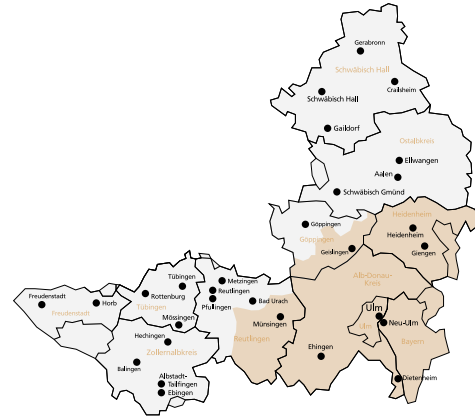 Gerabronn
Schwäbisch Hall
Crailsheim
Schwäbisch Hall
Gaildorf
Ostalbkreis
Ellwangen
Aalen
Schwäbisch Gmünd
Heidenheim
Göppingen
Heidenheim
Göppingen
Geislingen
Giengen
Alb-Donau-
Kreis
Metzingen
Tübingen
Reutlingen
Rottenburg
Bad Urach
Freudenstadt
Horb
Pfullingen
Tübingen
Freudenstadt
Ulm
Mössingen
Münsingen
Ulm
Neu-Ulm
Hechingen
Reutlingen
Bayern
Zollernalbkreis
Ehingen
Balingen
Albstadt-
Tailfingen
Ebingen
Dietenheim